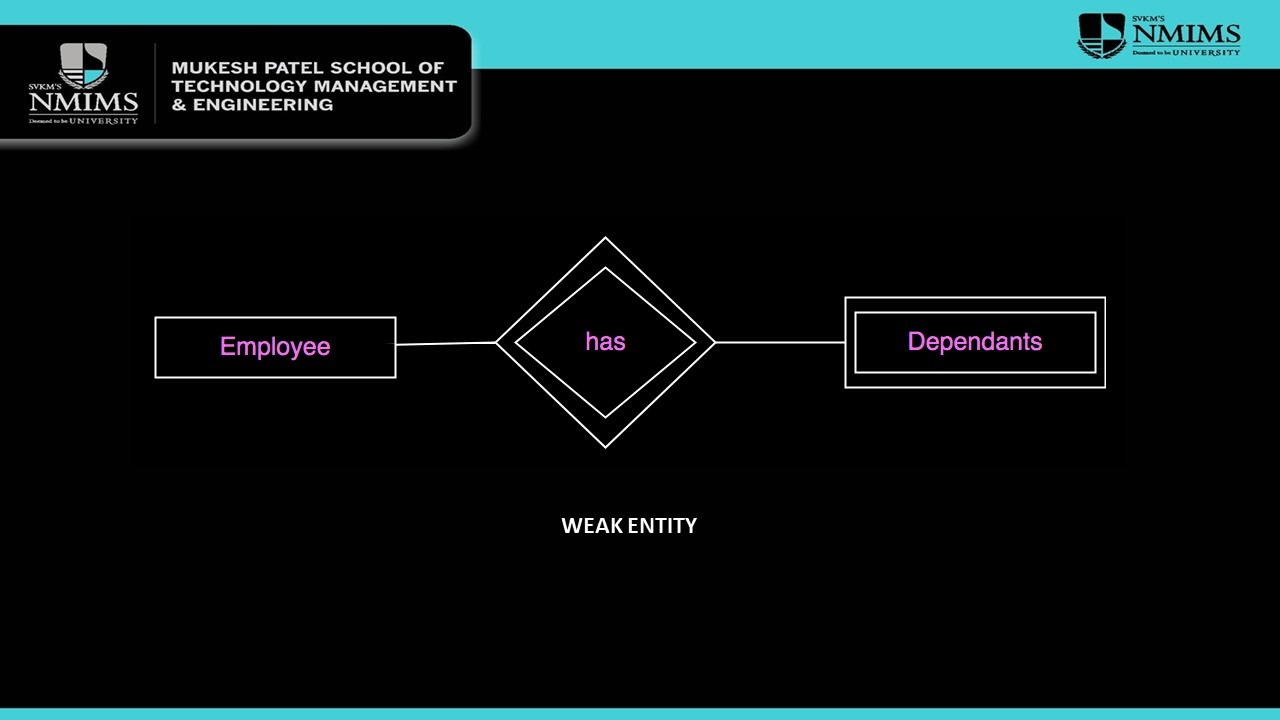 SVKM'S
NMIMS
Deemed to be UNIVERSITY
MUKESH PATEL SCHOOL OF
TECHNOLOGY MANAGEMENT
& ENGINEERING
SVKM'S
NMIMS
Deemed to be UNIVERSITY
Employee
has
Dependants
WEAK ENTITY